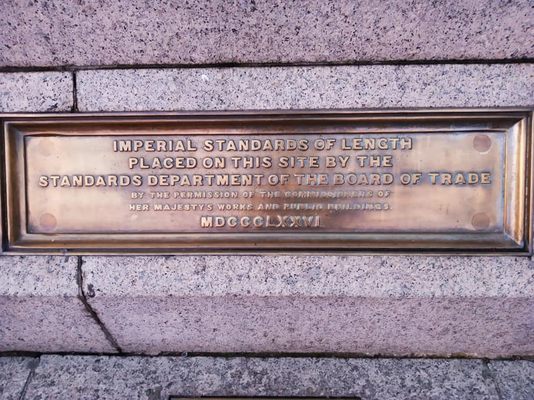 IMPERIAL STANDARDS OF LENGTH
PLACED ON THIS SITE BY THE
STANDARDS DEPARTMENT OF THE BOARD OF TRADE
BY THE PERMISSION OF THE COMMISSIONERS OF
HER MAJESTY'S WORKS AND PUBLIC BUILDINGS.
MDCCCLXXVI